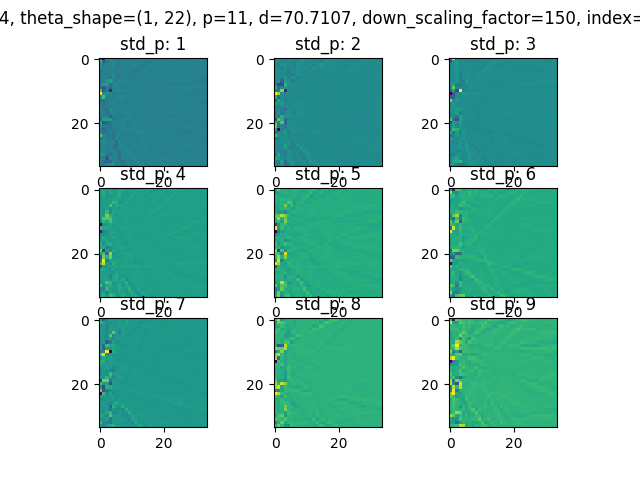 4, theta_shape=(1, 22), p=11, d=70.7107, down_scaling_factor=150, index=
std_p: 1 std_p: 2 std_p: 3
0 0 0
20 20 20
0 20 0 20 0 20
std_p: 4 std_p: 5 std_p: 6
0 0 0
20 20 20
0 20 0 20 0 20
std_p: 7 std_p: 8 std_p: 9
0 0 0
20 20 20
0 20 0 20 0 20